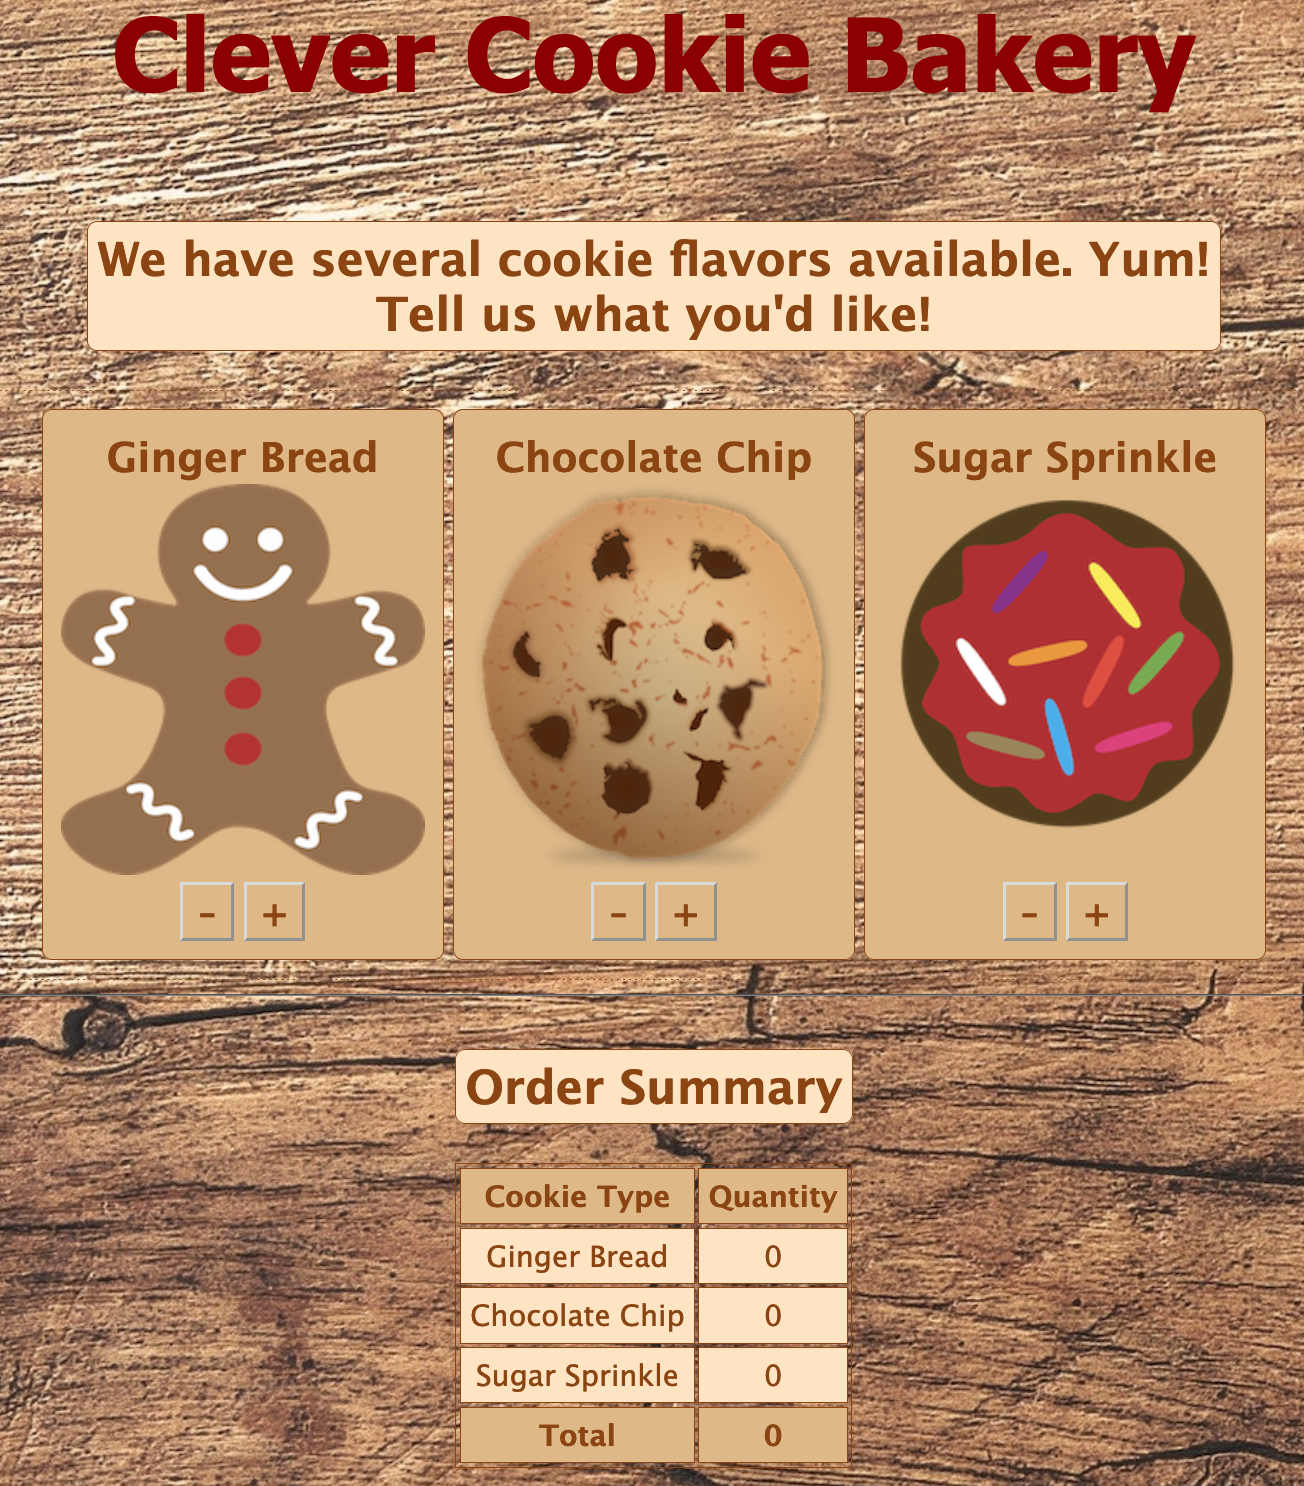 Clever Cookie Bakery
We have several cookie flavors available. Yum!
Tell us what you'd like!
Ginger Bread
Chocolate Chip
Sugar Sprinkle
- +
- +
- +
Order Summary
Cookie Type Quantity
Ginger Bread 0
Chocolate Chip 0
Sugar Sprinkle 0
Total 0